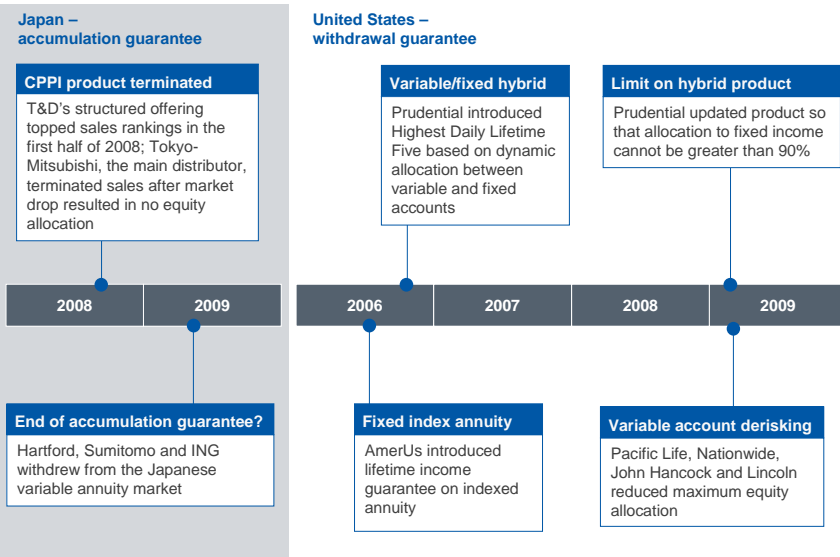 Japan –
accumulation guarantee
CPPI product terminated
T&D's structured offering
topped sales rankings in the
first half of 2008; Tokyo-
Mitsubishi, the main distributor,
terminated sales after market
drop resulted in no equity
allocation
2008
2009
End of accumulation guarantee?
Hartford, Sumitomo and ING
withdrew from the Japanese
variable annuity market
United States –
withdrawal guarantee
Variable/fixed hybrid
Prudential introduced
Highest Daily Lifetime
Five based on dynamic
allocation between
variable and fixed
accounts
Limit on hybrid product
Prudential updated product so
that allocation to fixed income
cannot be greater than 90%
2006
2007
2008
2009
Fixed index annuity
AmerUs introduced
lifetime income
guarantee on indexed
annuity
Variable account derisking
Pacific Life, Nationwide,
John Hancock and Lincoln
reduced maximum equity
allocation